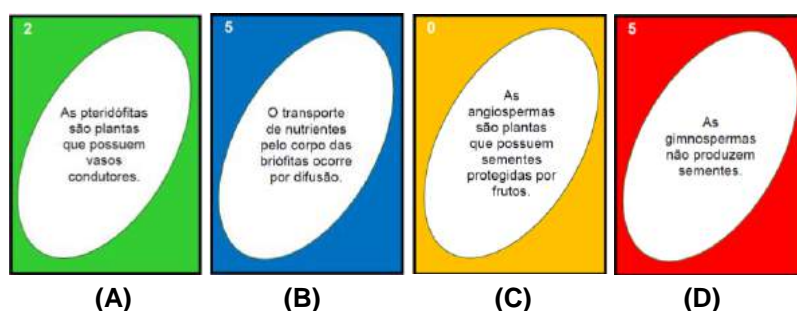 2
As pteridófitas
são plantas
que possuem
vasos
condutores.
5
O transporte
de nutrientes
pelo corpo das
briófitas ocorre
por difusão.
0
As
angiospermas
são plantas
que possuem
sementes
protegidas por
frutos.
5
As
gimnospermas
não produzem
sementes.
(A)
(B)
(C)
(D)